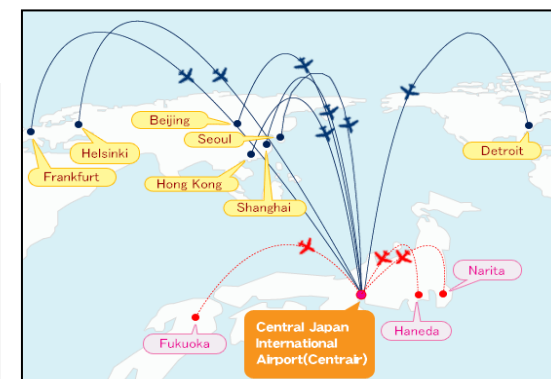 Beijing
Seoul
Helsinki
Detroit
Frankfurt
Hong Kong
Shanghai
Narita
Central Japan
International
Airport(Centrair)
Haneda
Fukuoka